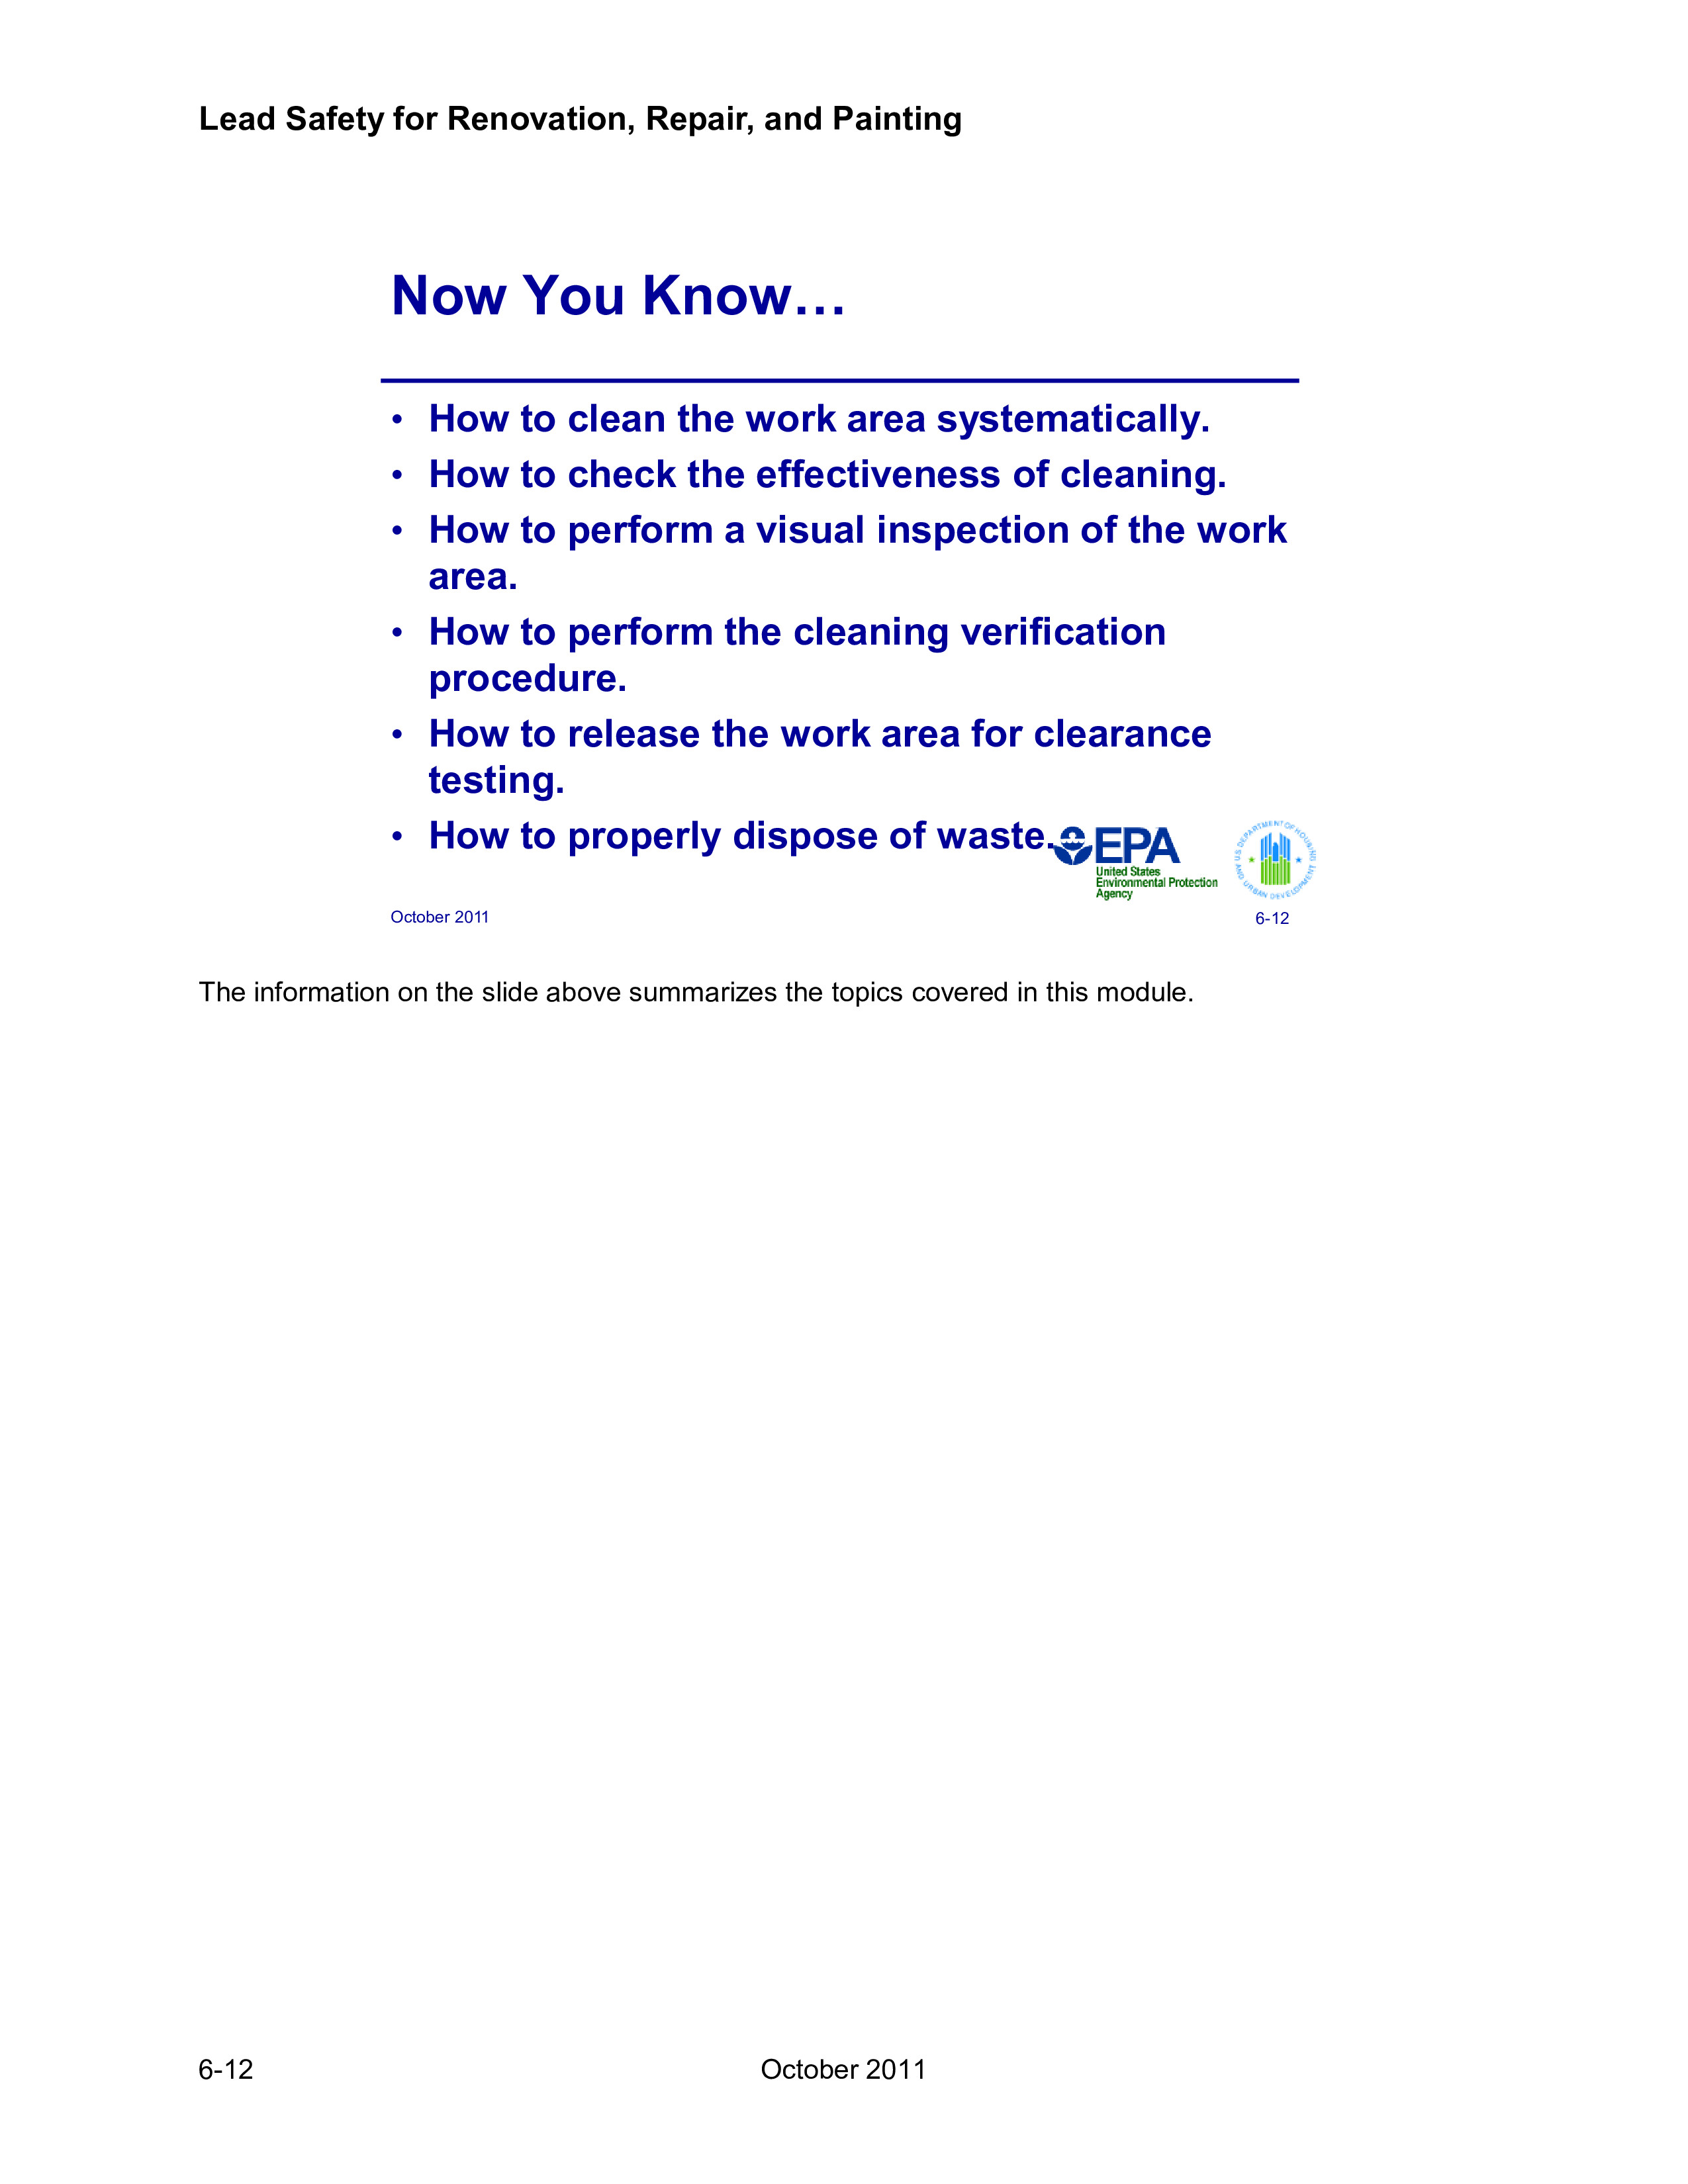 Lead Safety for Renovation, Repair, and Painting
Now You Know…
• How to clean the work area systematically.
• How to check the effectiveness of cleaning.
• How to perform a visual inspection of the work
area.
• How to perform the cleaning verification
procedure.
• How to release the work area for clearance
testing.
• How to properly dispose of waste.
EPA
United States
Environmental Protection
Agency
U.S. DEPARTMENT OF HOUSING
AND URBAN DEVELOPMENT
October 2011
6-12
The information on the slide above summarizes the topics covered in this module.
6-12
October 2011